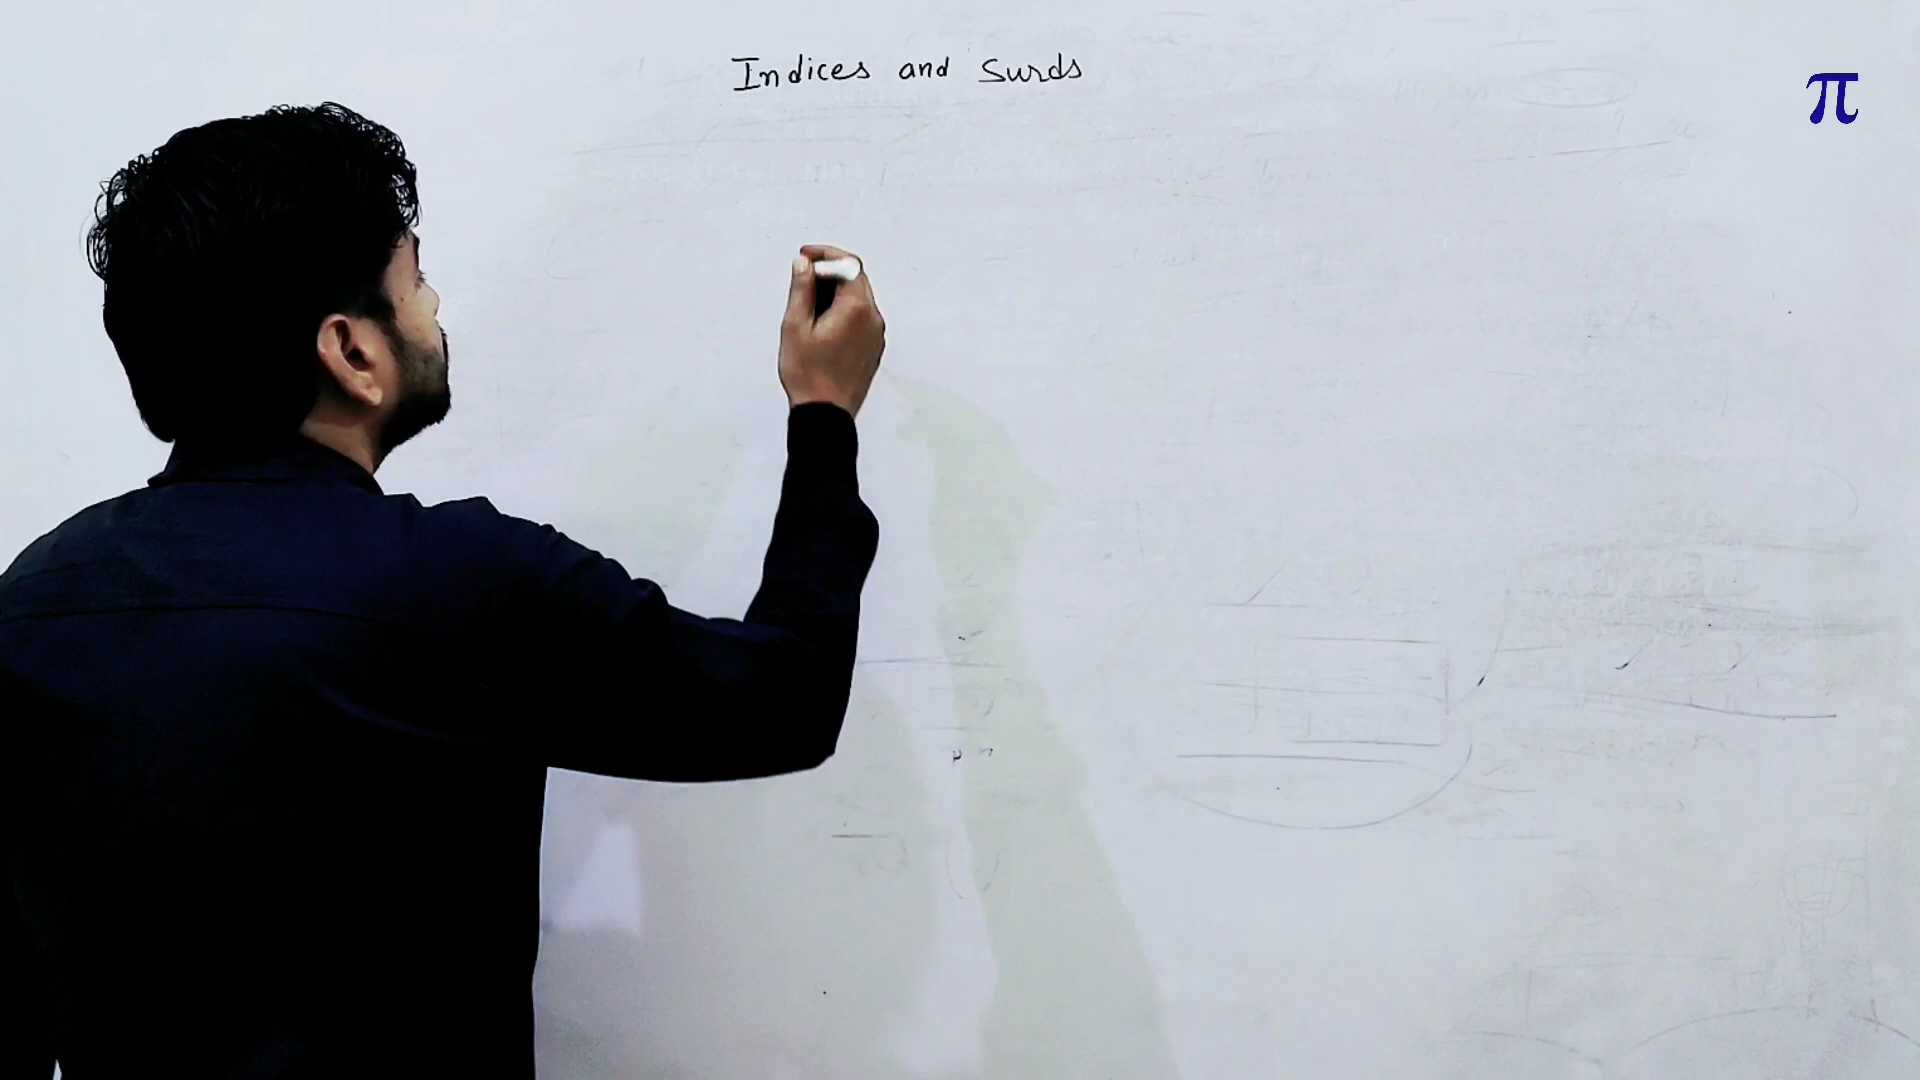 Indices and Surds
π